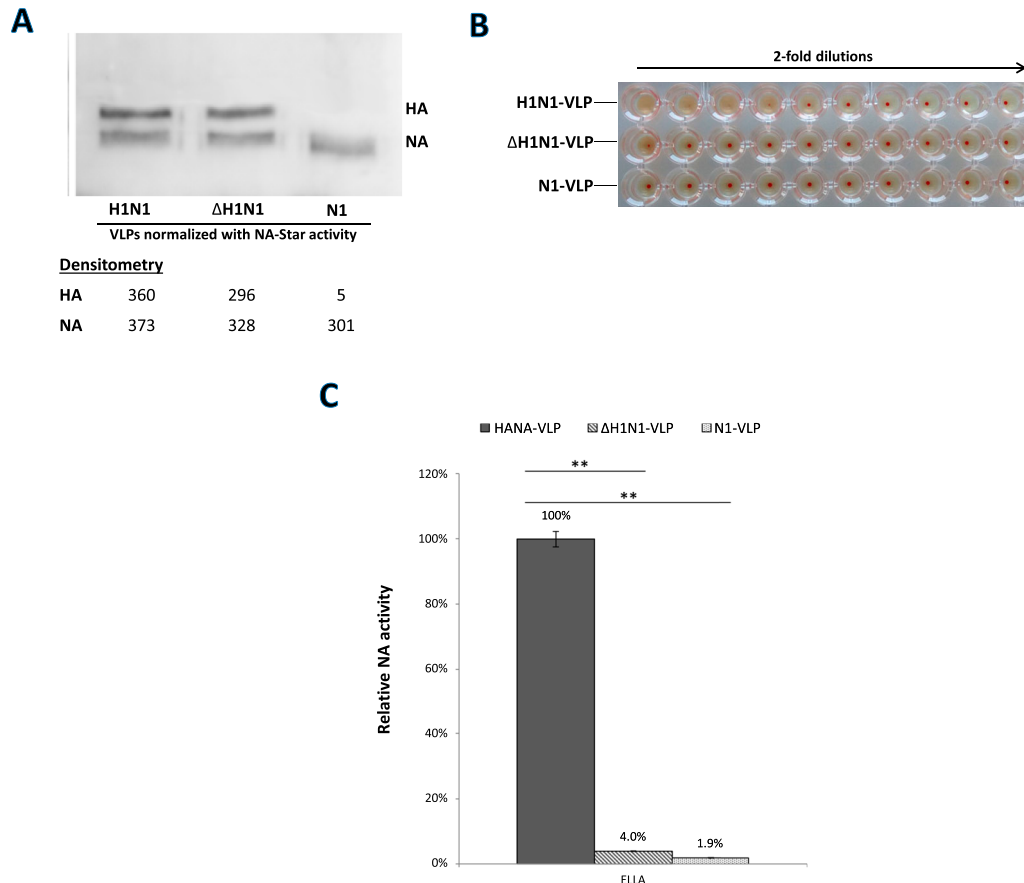 A
HA
NA
H1N1 ΔH1N1 N1
VLPs normalized with NA-Star activity
Densitometry
HA 360 296 5
NA 373 328 301
B
2-fold dilutions
H1N1-VLP
ΔH1N1-VLP
N1-VLP
C
HANA-VLP ΔH1N1-VLP N1-VLP
120%
100%
80%
60%
40%
20%
0%
Relative NA activity
**
**
100%
4.0%
1.9%
ELLA